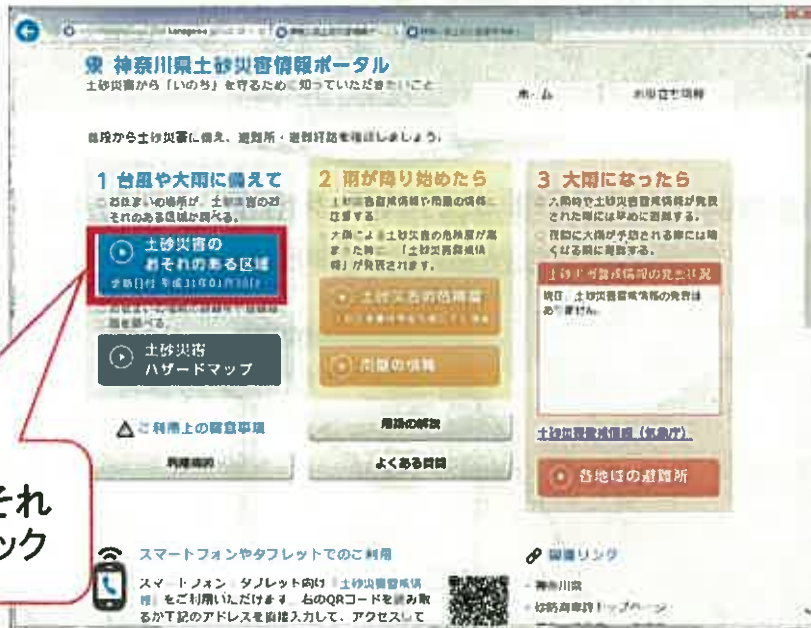 神奈川県土砂災害情報ポータル
土砂災害から「いのち」を守るために知っていただきたいこと
ホーム
お役立ち情報
普段から土砂災害に備え、避難所・避難経路を確認しましょう。
1 台風や大雨に備えて
お住まいの場所が、土砂災害のお
それのある区域か調べる。
土砂災害の
おそれのある区域
土砂災害
ハザードマップ
ご利用上の留意事項
利用規約
2 雨が降り始めたら
土砂災害警戒情報や雨量の情報に
注意する。
大雨による土砂災害の危険度が高
まった時に、「土砂災害警戒情
報」が発表されます。
土砂災害の危険度
雨量の情報
用語の解説
よくある質問
3 大雨になったら
大雨時や土砂災害警戒情報が発表
された際には早めに避難する。
夜間に大雨が予想される際には暗
くなる前に避難する。
土砂災害警戒情報の発表状況
現在、土砂災害警戒情報の発表は
ありません。
土砂災害警戒情報（気象庁）
各地域の避難所
それ
ック
スマートフォンやタブレットでのご利用
スマートフォン・タブレット向け「土砂災害警戒情
報」をご利用いただけます。右のQRコードを読み取
るか下記のアドレスを直接入力して、アクセスして
関連リンク
神奈川県
砂防海岸課トップページ